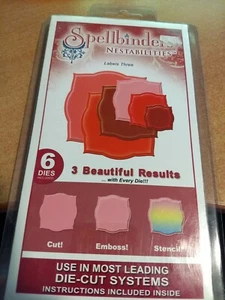 Spellbinders
NESTABILITIES
Labels Three
6
DIES
3 Beautiful Results
... with Every Die!!!
Cut!
Emboss!
Stencil!
USE IN MOST LEADING
DIE-CUT SYSTEMS
INSTRUCTIONS INCLUDED INSIDE